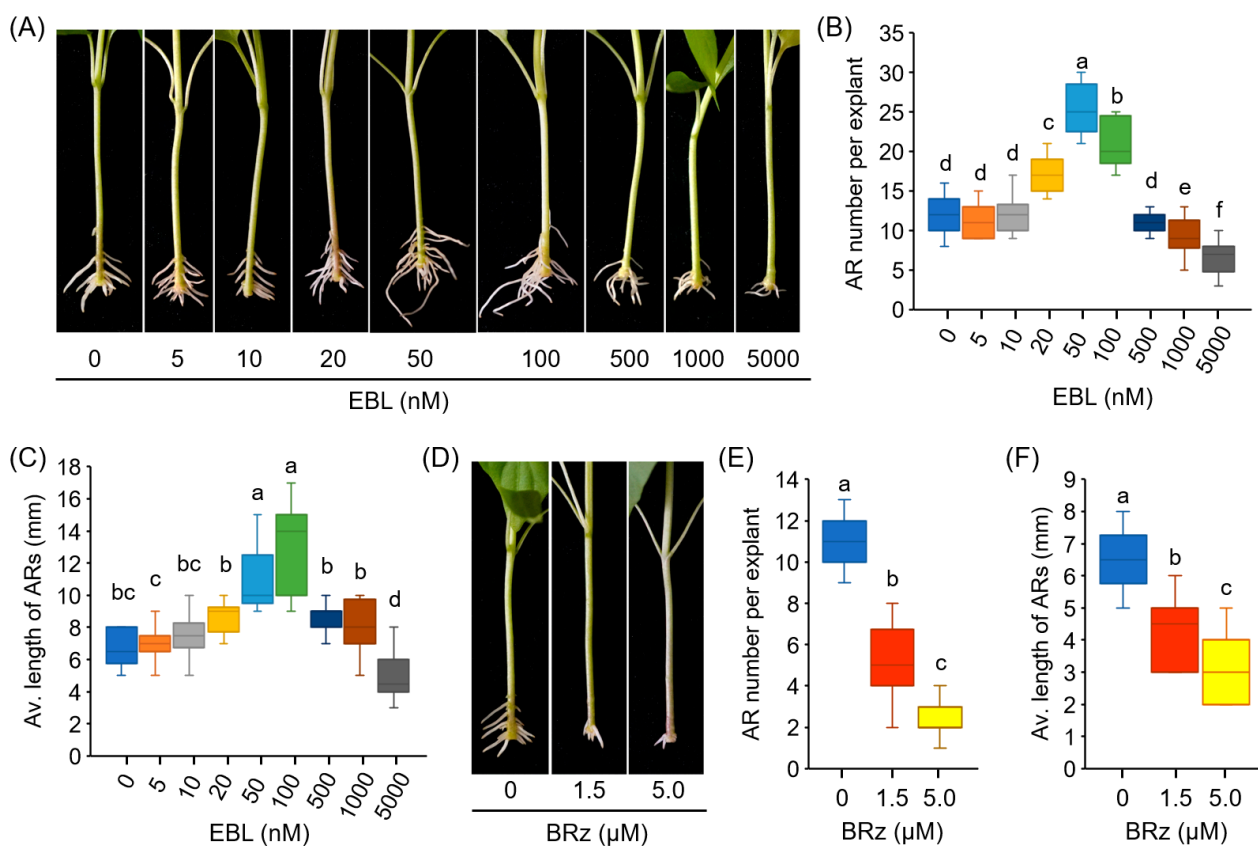 (A)
0 5 10 20 50 100 500 1000 5000
EBL (nM)
(B)
AR number per explant
35
30
25
20
15
10
5
0
d d d c a b d e f
0 5 10 20 50 100 500 1000 5000
EBL (nM)
(C)
Av. length of ARs (mm)
18
16
14
12
10
8
6
4
2
0
bc c bc b a a b b d
0 5 10 20 50 100 500 1000 5000
EBL (nM)
(D)
0 1.5 5.0
BRz (µM)
(E)
AR number per explant
14
12
10
8
6
4
2
0
a b c
0 1.5 5.0
BRz (µM)
(F)
Av. length of ARs (mm)
9
8
7
6
5
4
3
2
1
0
a b c
0 1.5 5.0
BRz (µM)